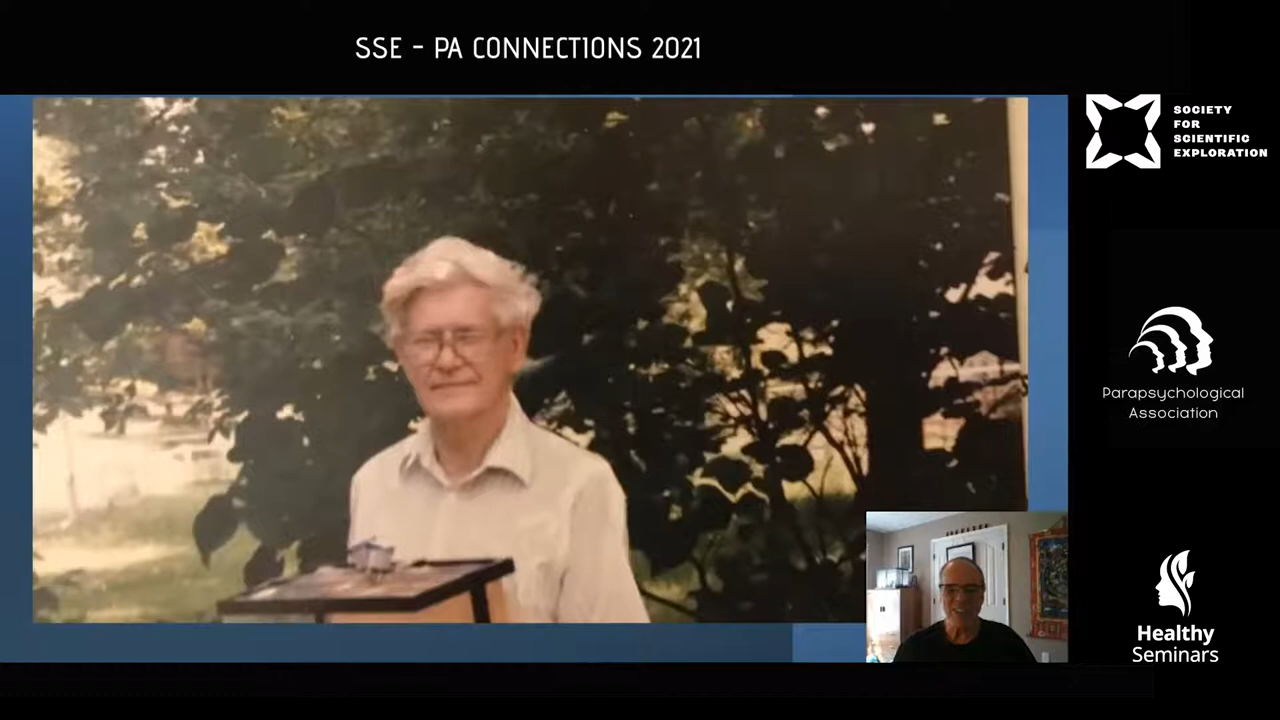 SSE - PA CONNECTIONS 2021
SOCIETY
FOR
SCIENTIFIC
EXPLORATION
Parapsychological
Association
Healthy
Seminars